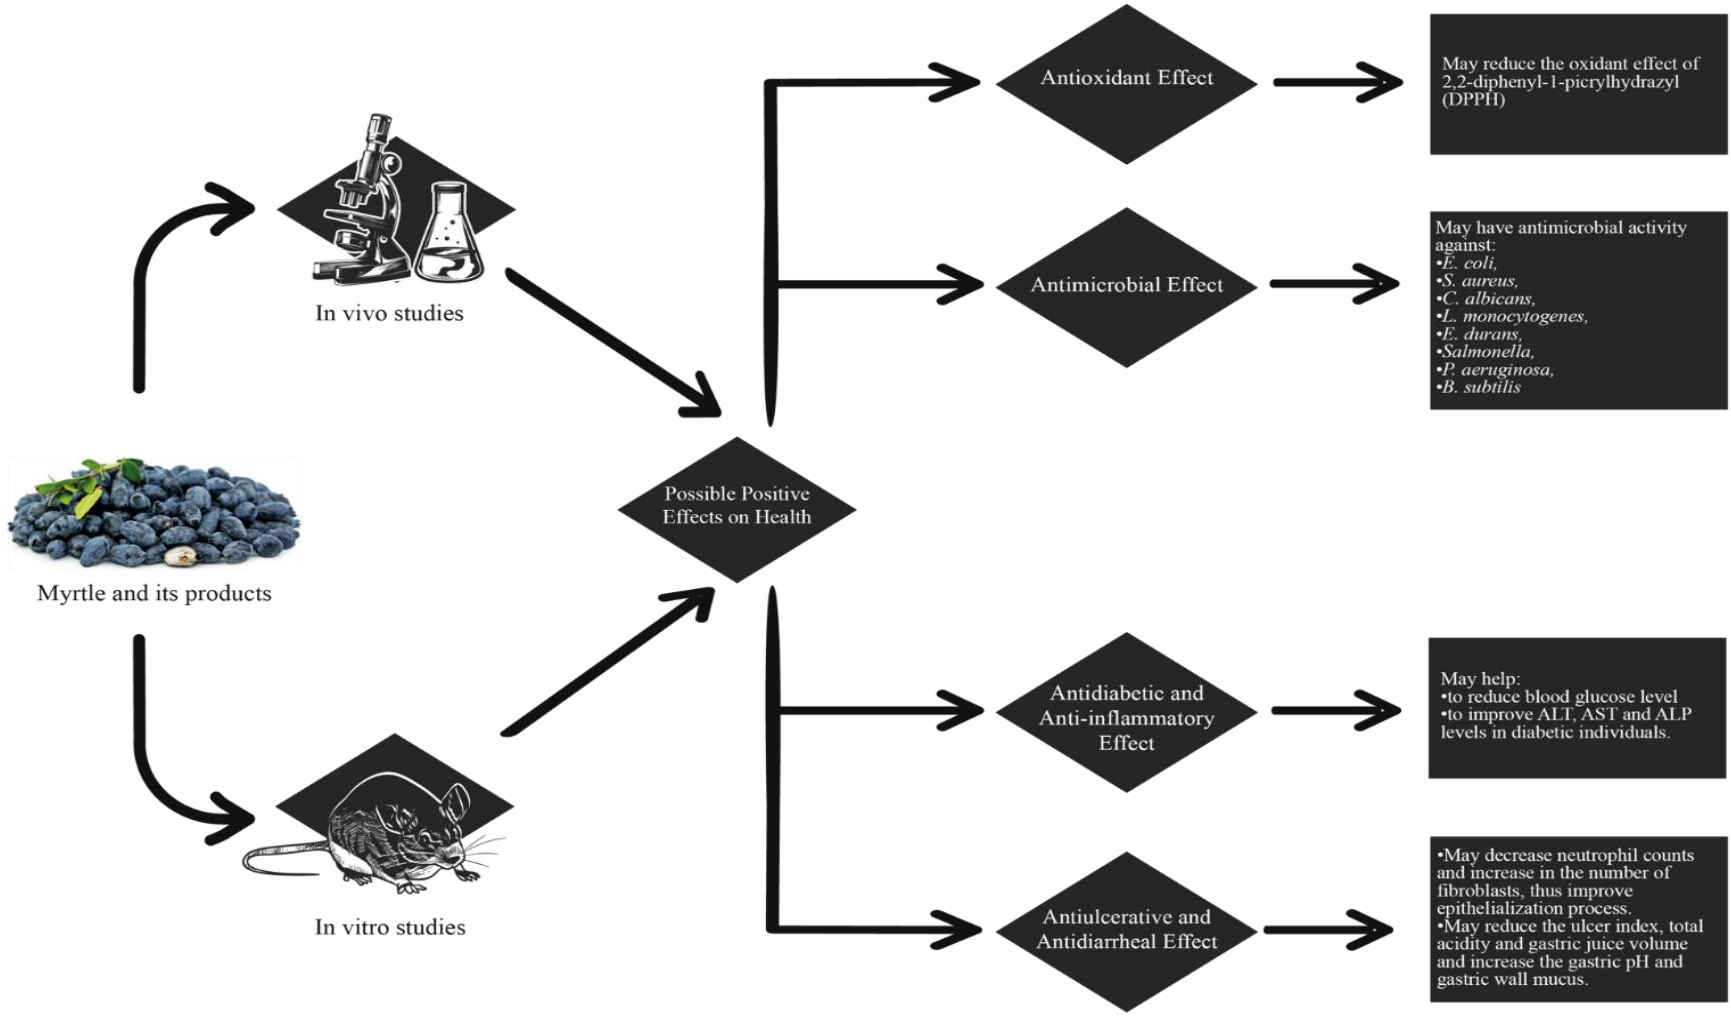 In vivo studies
Myrtle and its products
In vitro studies
Possible Positive
Effects on Health
Antioxidant Effect
May reduce the oxidant effect of
2,2-diphenyl-1-picrylhydrazyl
(DPPH)
Antimicrobial Effect
May have antimicrobial activity
against:
•E. coli,
•S. aureus,
•C. albicans,
•L. monocytogenes,
•E. durans,
•Salmonella,
•P. aeruginosa,
•B. subtilis
Antidiabetic and
Anti-inflammatory
Effect
May help:
•to reduce blood glucose level
•to improve ALT, AST and ALP
levels in diabetic individuals.
Antiulcerative and
Antidiarrheal Effect
•May decrease neutrophil counts
and increase in the number of
fibroblasts, thus improve
epithelialization process.
•May reduce the ulcer index, total
acidity and gastric juice volume
and increase the gastric pH and
gastric wall mucus.